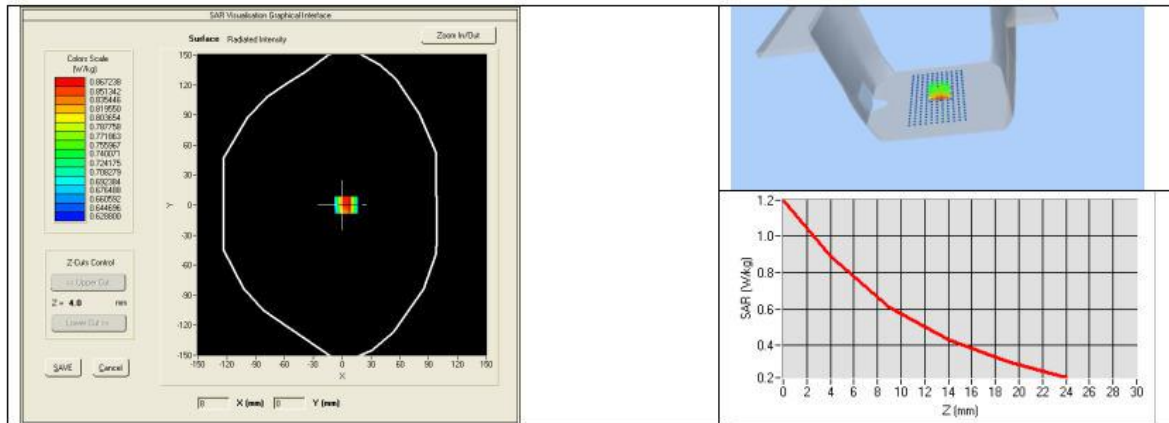 SAR Visualisation Graphical Interface
Surface Radiated Intensity
Zoom In/Out
Colors Scale
(W/kg)
0.867238
0.851342
0.835446
0.819550
0.803654
0.787758
0.771863
0.755967
0.740071
0.724175
0.708279
0.692384
0.676488
0.660592
0.644696
0.628800
Z-Cuts Control
<< Upper Cut
Z = 4.0 mm
Lower Cut >>
SAVE Cancel
150-
120-
90-
60-
30-
0-
-30-
-60-
-90-
-120-
-150-
Y
-150 -120 -90 -60 -30 0 30 60 90 120 150
X
0 X (mm) 0 Y (mm)
1.2-
1.0-
0.8-
0.6-
0.4-
0.2-
SAR (W/kg)
0 2 4 6 8 10 12 14 16 18 20 22 24 26 28 30
Z (mm)